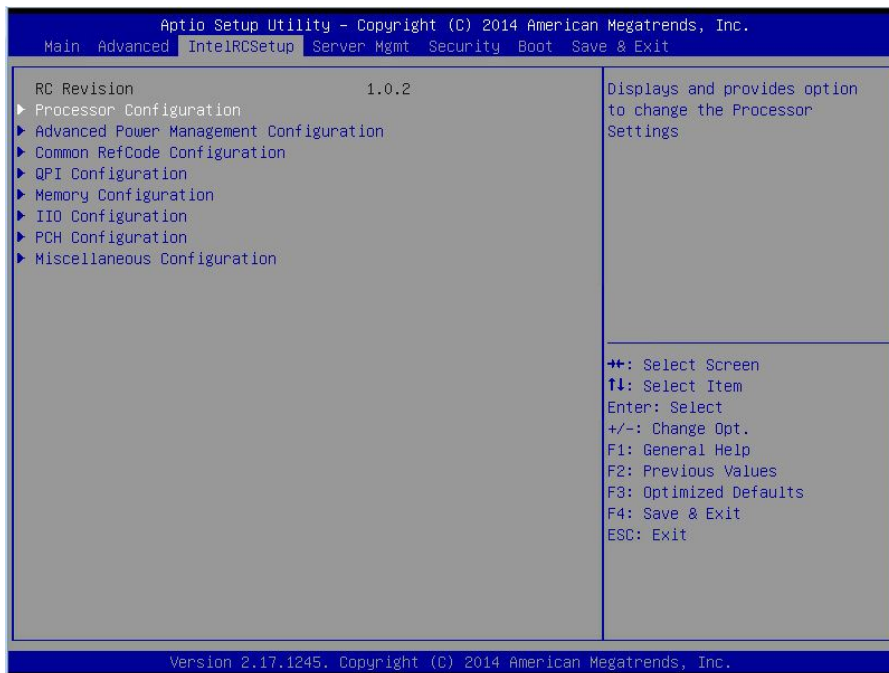 Aptio Setup Utility – Copyright (C) 2014 American Megatrends, Inc.
Main Advanced IntelRCSetup Server Mgmt Security Boot Save & Exit
RC Revision 1.0.2
▶ Processor Configuration
▶ Advanced Power Management Configuration
▶ Common RefCode Configuration
▶ QPI Configuration
▶ Memory Configuration
▶ IIO Configuration
▶ PCH Configuration
▶ Miscellaneous Configuration
Displays and provides option
to change the Processor
Settings
→←: Select Screen
↑↓: Select Item
Enter: Select
+/-: Change Opt.
F1: General Help
F2: Previous Values
F3: Optimized Defaults
F4: Save & Exit
ESC: Exit
Version 2.17.1245. Copyright (C) 2014 American Megatrends, Inc.